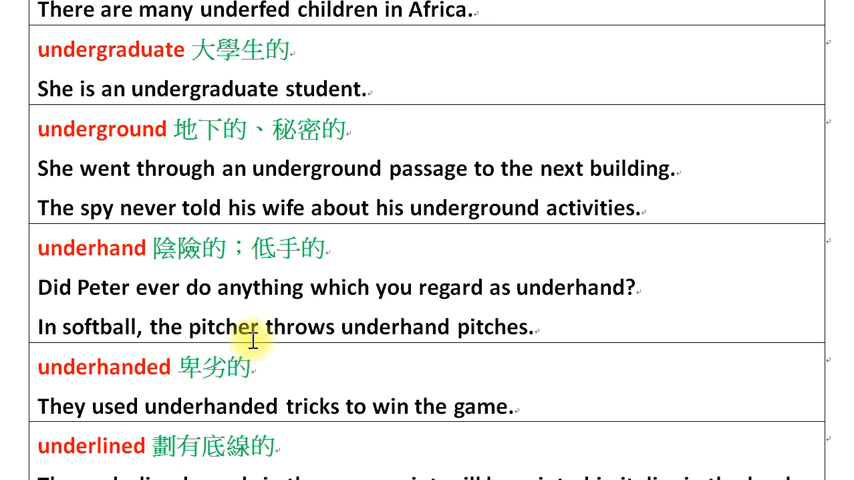 There are many underfed children in Africa.
undergraduate 大學生的
She is an undergraduate student.
underground 地下的、秘密的
She went through an underground passage to the next building.
The spy never told his wife about his underground activities.
underhand 陰險的；低手的
Did Peter ever do anything which you regard as underhand?
In softball, the pitcher throws underhand pitches.
underhanded 卑劣的
They used underhanded tricks to win the game.
underlined 劃有底線的